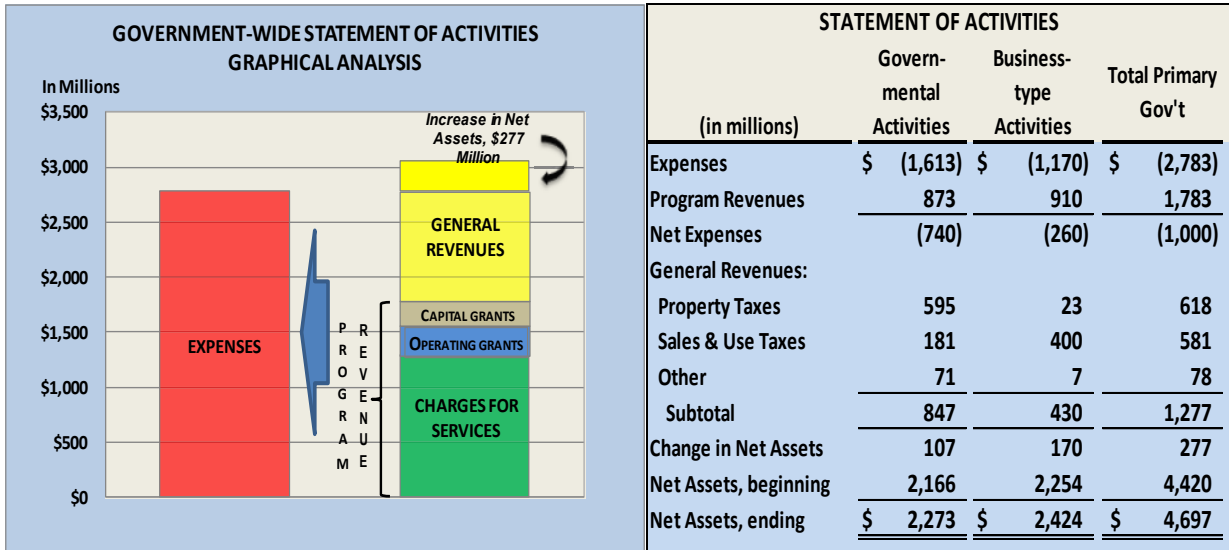 GOVERNMENT-WIDE STATEMENT OF ACTIVITIES
GRAPHICAL ANALYSIS
In Millions
$3,500
$3,000
$2,500
$2,000
$1,500
$1,000
$500
$0
Increase in Net
Assets, $277
Million
GENERAL
REVENUES
CAPITAL GRANTS
OPERATING GRANTS
CHARGES FOR
SERVICES
EXPENSES
PROGRAM
REVENUE
STATEMENT OF ACTIVITIES
(in millions) Govern-mental Activities Business-type Activities Total Primary Gov't
Expenses $ (1,613) $ (1,170) $ (2,783)
Program Revenues 873 910 1,783
Net Expenses (740) (260) (1,000)
General Revenues:
Property Taxes 595 23 618
Sales & Use Taxes 181 400 581
Other 71 7 78
Subtotal 847 430 1,277
Change in Net Assets 107 170 277
Net Assets, beginning 2,166 2,254 4,420
Net Assets, ending $ 2,273 $ 2,424 $ 4,697